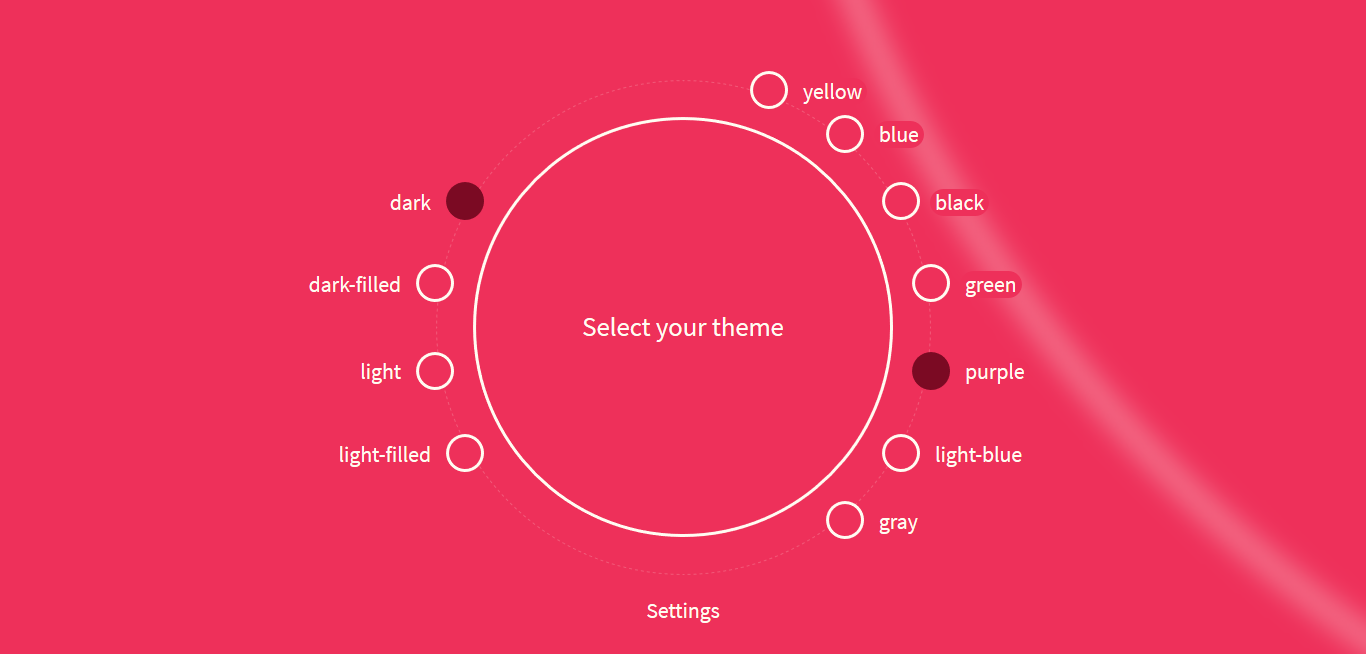 yellow
blue
black
green
purple
light-blue
gray
dark
dark-filled
light
light-filled
Select your theme
Settings